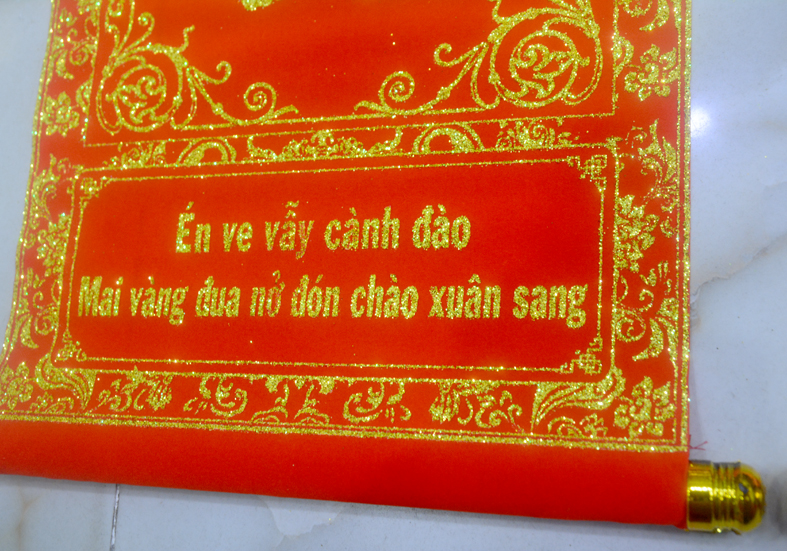 Én ve vẫy cành đào
Mai vàng đua nở đón chào xuân sang